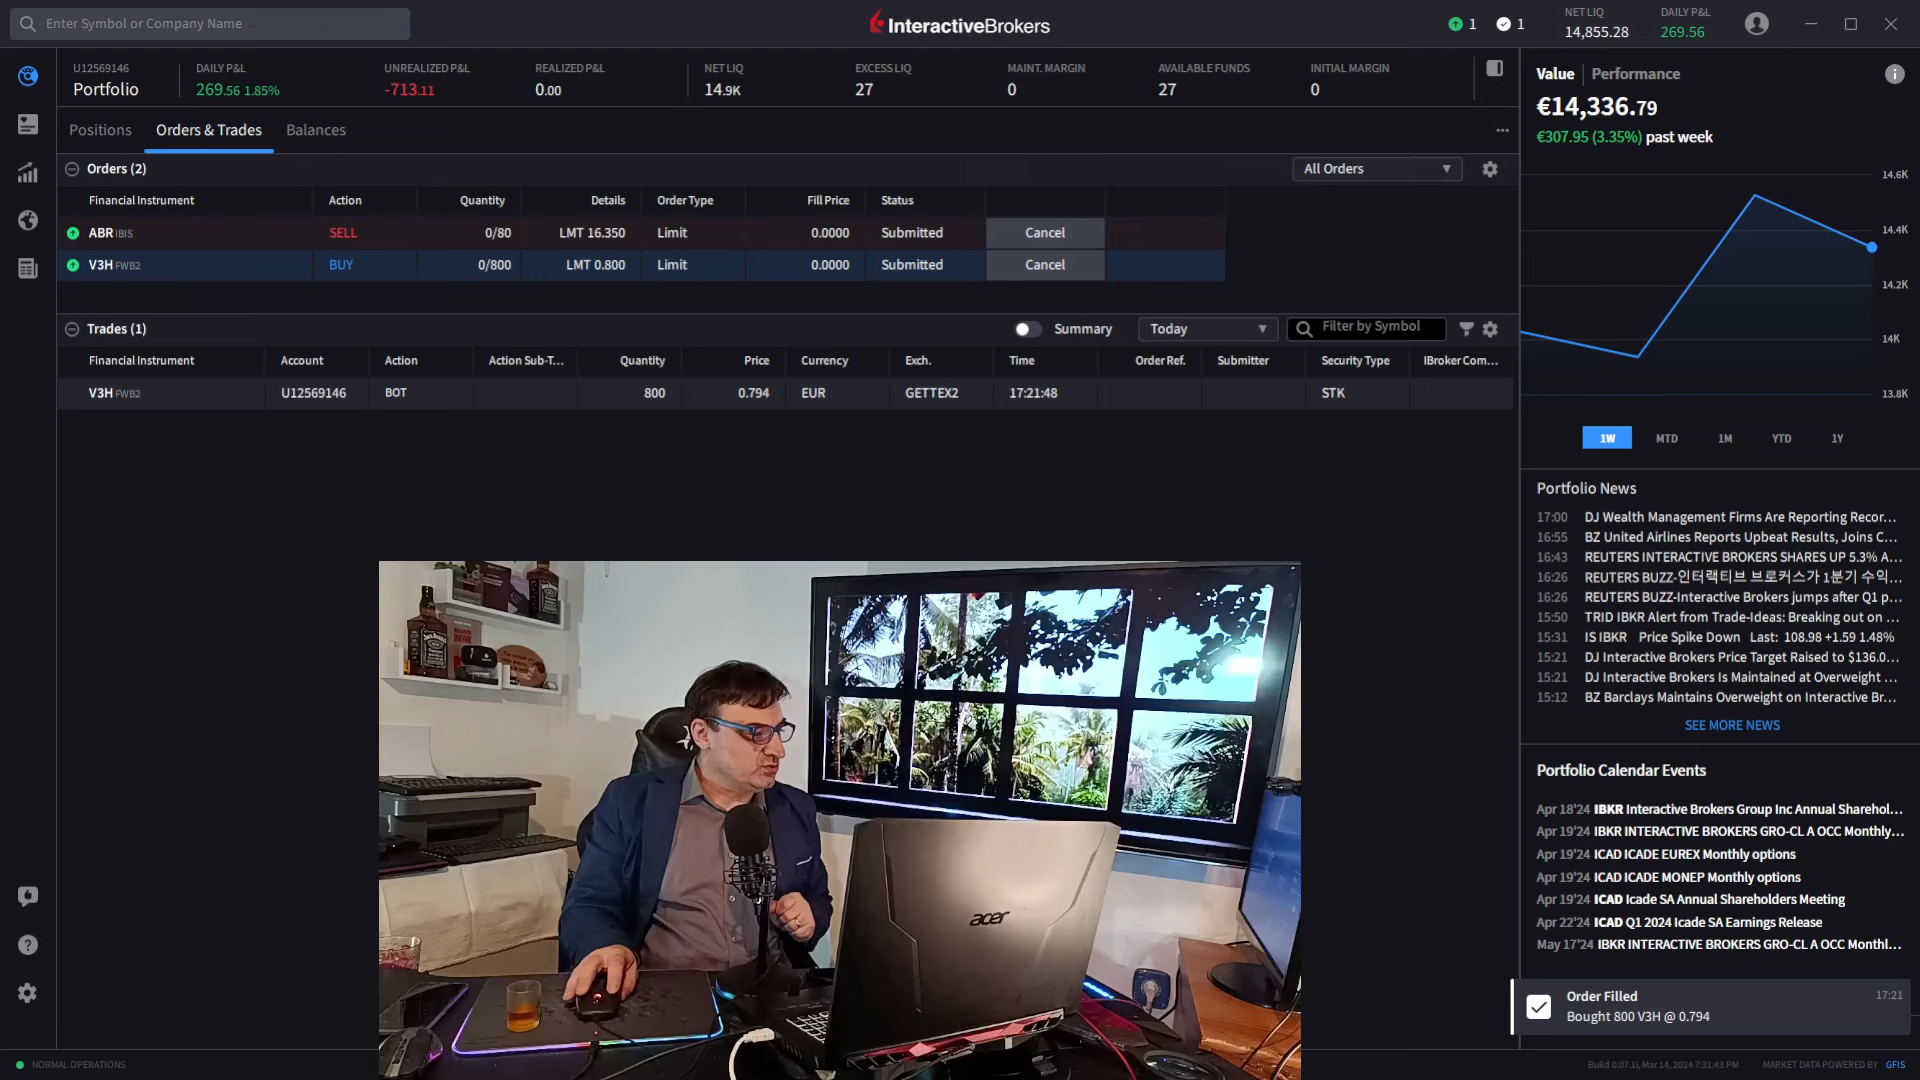 Enter Symbol or Company Name
InteractiveBrokers
1
1
NET LIQ
14,855.28
DAILY P&L
269.56
U12569146
Portfolio
DAILY P&L
269.56 1.85%
UNREALIZED P&L
-713.11
REALIZED P&L
0.00
NET LIQ
14.9K
EXCESS LIQ
27
MAINT. MARGIN
0
AVAILABLE FUNDS
27
INITIAL MARGIN
0
Positions Orders & Trades Balances
Orders (2)
All Orders
Financial Instrument Action Quantity Details Order Type Fill Price Status
ABR IBIS SELL 0/80 LMT 16.350 Limit 0.0000 Submitted Cancel
V3H FWB2 BUY 0/800 LMT 0.800 Limit 0.0000 Submitted Cancel
Trades (1)
Summary
Today
Filter by Symbol
Financial Instrument Account Action Action Sub-T... Quantity Price Currency Exch. Time Order Ref. Submitter Security Type IBroker Com...
V3H FWB2 U12569146 BOT 800 0.794 EUR GETTEX2 17:21:48 STK
Value Performance
€14,336.79
€307.95 (3.35%) past week
14.6K
14.4K
14.2K
14K
13.8K
1W MTD 1M YTD 1Y
Portfolio News
17:00 DJ Wealth Management Firms Are Reporting Recor...
16:55 BZ United Airlines Reports Upbeat Results, Joins C...
16:43 REUTERS INTERACTIVE BROKERS SHARES UP 5.3% A...
16:26 REUTERS BUZZ-인터랙티브 브로커스가 1분기 수익...
16:26 REUTERS BUZZ-Interactive Brokers jumps after Q1 p...
15:50 TRID IBKR Alert from Trade-Ideas: Breaking out on ...
15:31 IS IBKR Price Spike Down Last: 108.98 +1.59 1.48%
15:21 DJ Interactive Brokers Price Target Raised to $136.0...
15:21 DJ Interactive Brokers Is Maintained at Overweight ...
15:12 BZ Barclays Maintains Overweight on Interactive Br...
SEE MORE NEWS
Portfolio Calendar Events
Apr 18'24 IBKR Interactive Brokers Group Inc Annual Sharehol...
Apr 19'24 IBKR INTERACTIVE BROKERS GRO-CL A OCC Monthly...
Apr 19'24 ICAD ICADE EUREX Monthly options
Apr 19'24 ICAD ICADE MONEP Monthly options
Apr 19'24 ICAD Icade SA Annual Shareholders Meeting
Apr 22'24 ICAD Q1 2024 Icade SA Earnings Release
May 17'24 IBKR INTERACTIVE BROKERS GRO-CL A OCC Monthl...
Order Filled
17:21
Bought 800 V3H @ 0.794
acer
NORMAL OPERATIONS
Build 0.07.1i, Mar 14, 2024 7:31:43 PM
MARKET DATA POWERED BY GFIS